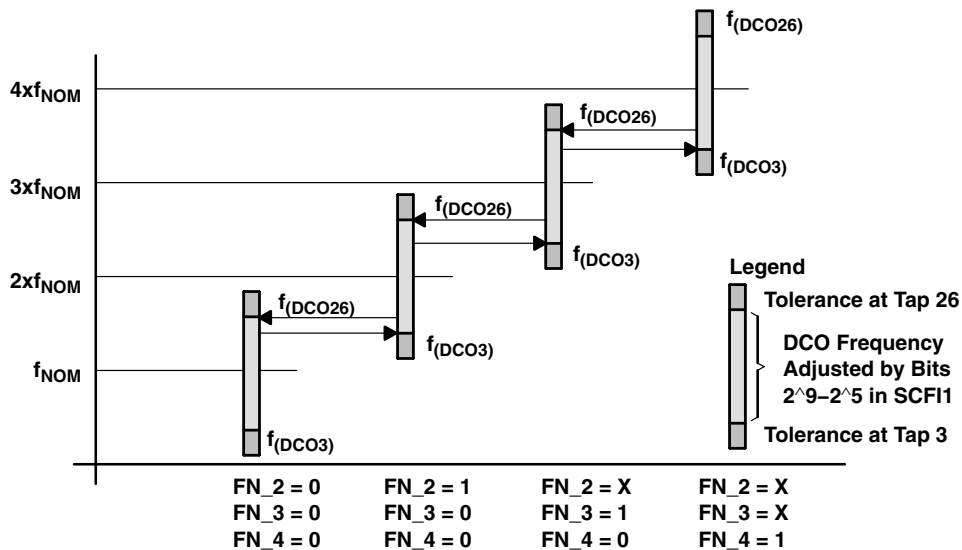 f(DCO26)
4xfNOM
f(DCO26)
f(DCO3)
3xfNOM
f(DCO26)
f(DCO3)
2xfNOM
f(DCO26)
f(DCO3)
fNOM
f(DCO3)
Legend
Tolerance at Tap 26
DCO Frequency
Adjusted by Bits
2^9–2^5 in SCFI1
Tolerance at Tap 3
FN_2 = 0
FN_3 = 0
FN_4 = 0
FN_2 = 1
FN_3 = 0
FN_4 = 0
FN_2 = X
FN_3 = 1
FN_4 = 0
FN_2 = X
FN_3 = X
FN_4 = 1